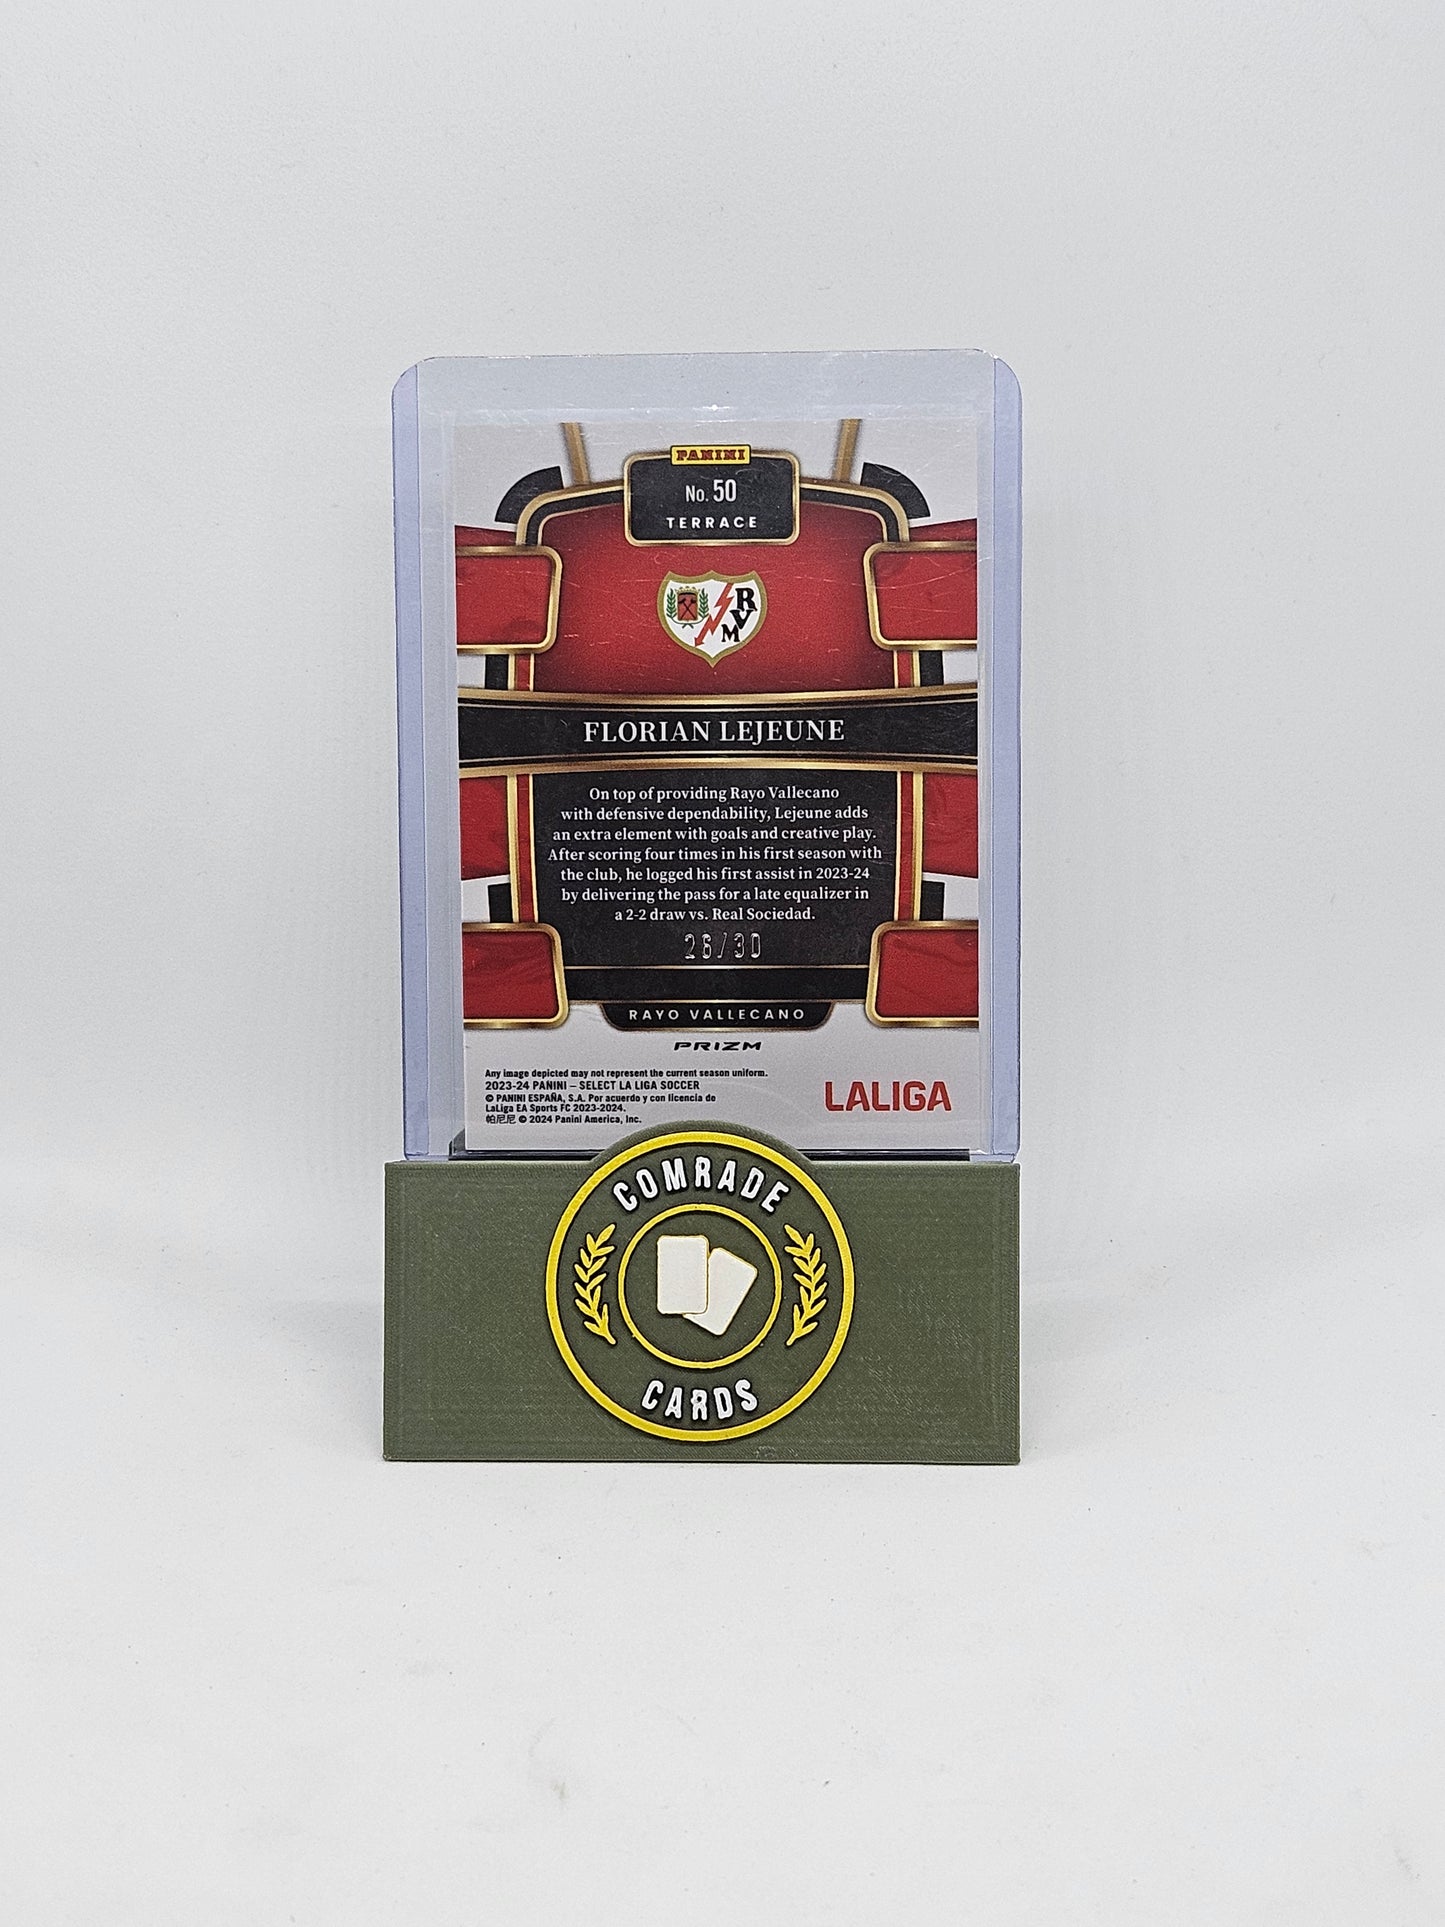 PANINI
No. 50
TERRACE
R
V
M
FLORIAN LEJEUNE
On top of providing Rayo Vallecano
with defensive dependability, Lejeune adds
an extra element with goals and creative play.
After scoring four times in his first season with
the club, he logged his first assist in 2023-24
by delivering the pass for a late equalizer in
a 2-2 draw vs. Real Sociedad.
26/30
RAYO VALLECANO
PRIZM
Any image depicted may not represent the current season uniform.
2023-24 PANINI – SELECT LA LIGA SOCCER
© PANINI ESPAÑA, S.A. Por acuerdo y con licencia de
LaLiga EA Sports FC 2023-2024.
帕尼尼 © 2024 Panini America, Inc.
LALIGA
COMRADE
CARDS